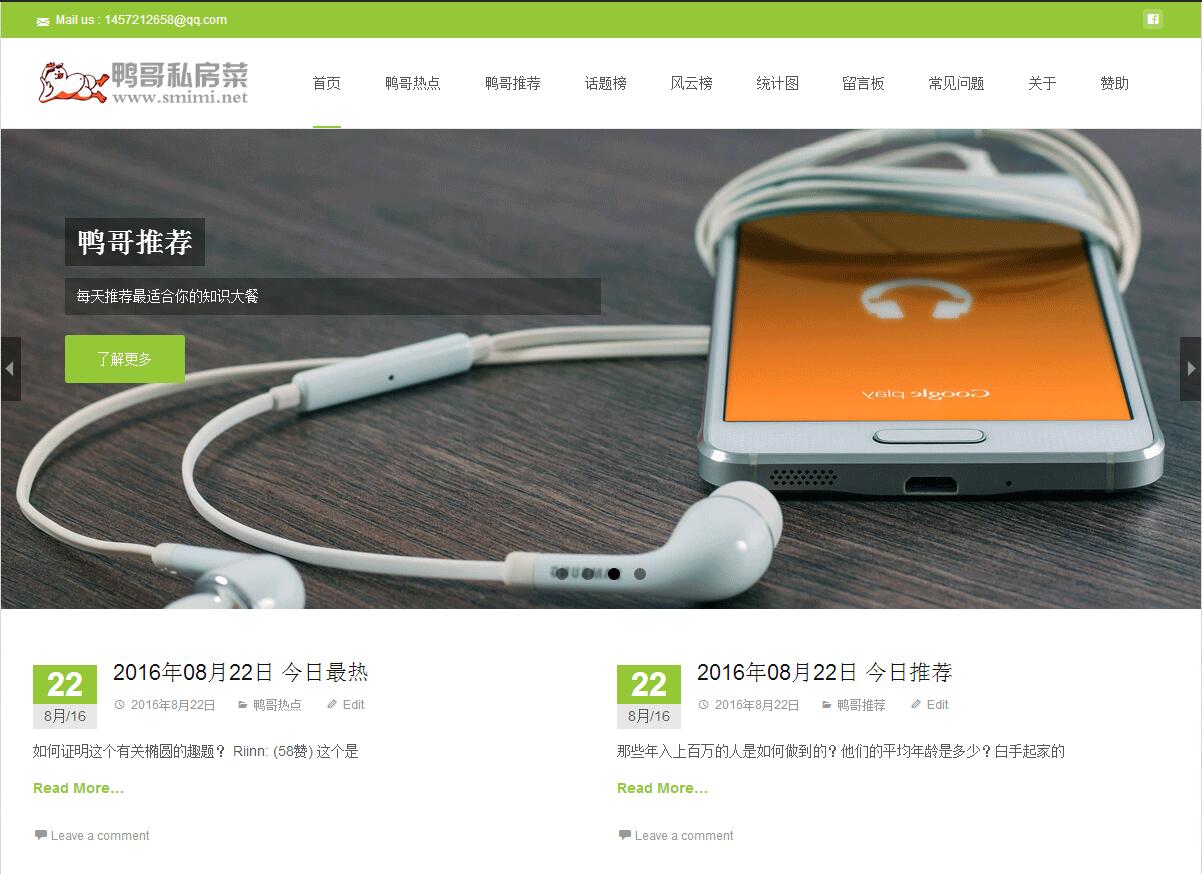 Mail us : 1457212658@qq.com
鸭哥私房菜
www.smimi.net
首页 鸭哥热点 鸭哥推荐 话题榜 风云榜 统计图 留言板 常见问题 关于 赞助
鸭哥推荐
每天推荐最适合你的知识大餐
了解更多
Google play
22
8月/16
2016年08月22日 今日最热
2016年08月22日 鸭哥热点 Edit
如何证明这个有关椭圆的趣题？ Riinn: (58赞) 这个是
Read More…
Leave a comment
22
8月/16
2016年08月22日 今日推荐
2016年08月22日 鸭哥推荐 Edit
那些年入上百万的人是如何做到的？他们的平均年龄是多少？白手起家的
Read More…
Leave a comment